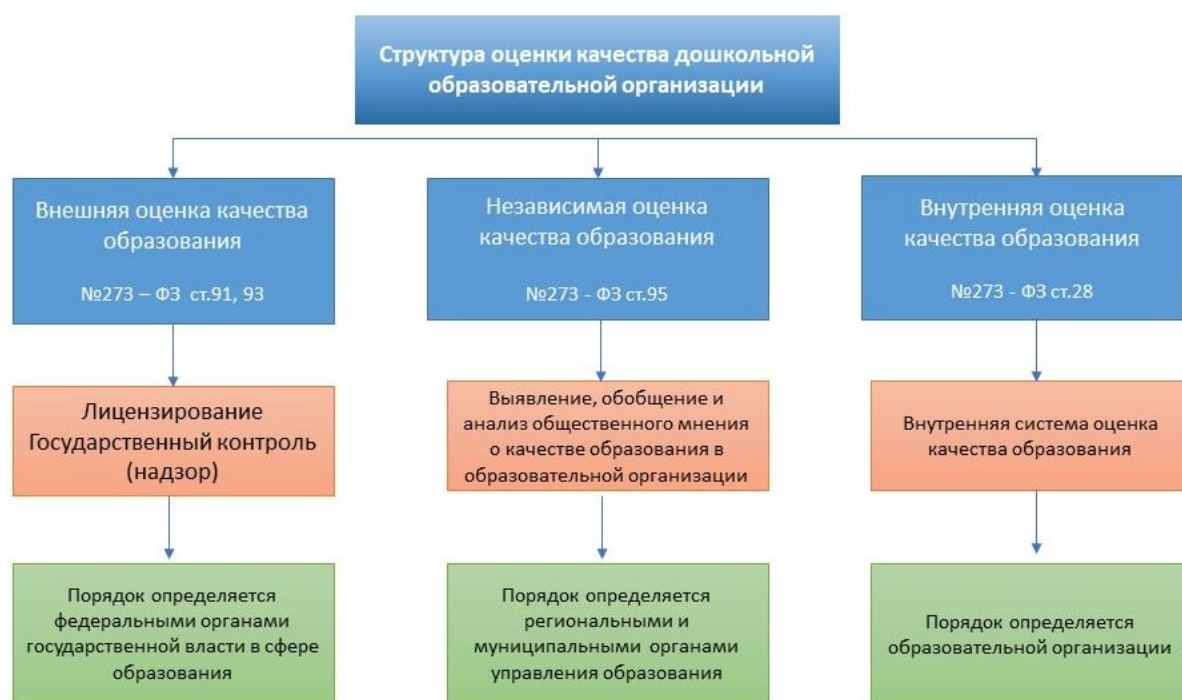 Структура оценки качества дошкольной
образовательной организации
Внешняя оценка качества
образования
№273 – ФЗ ст.91, 93
Независимая оценка
качества образования
№273 - ФЗ ст.95
Внутренняя оценка
качества образования
№273 - ФЗ ст.28
Лицензирование
Государственный контроль
(надзор)
Выявление, обобщение и
анализ общественного мнения
о качестве образования в
образовательной организации
Внутренняя система оценка
качества образования
Порядок определяется
федеральными органами
государственной власти в сфере
образования
Порядок определяется
региональными и
муниципальными органами
управления образования
Порядок определяется
образовательной организации